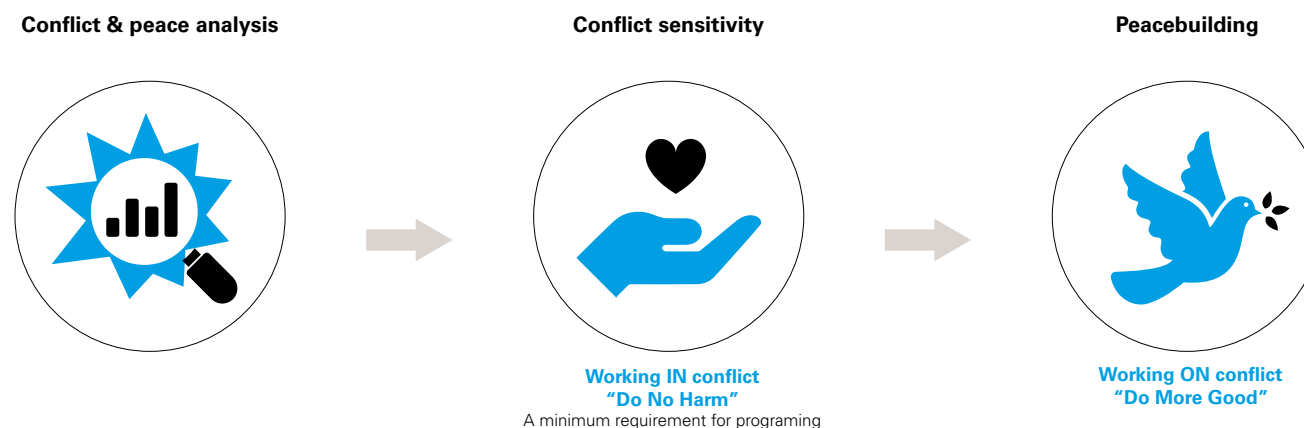 Conflict & peace analysis
Conflict sensitivity
Peacebuilding
Working IN conflict
“Do No Harm”
A minimum requirement for programing
Working ON conflict
“Do More Good”